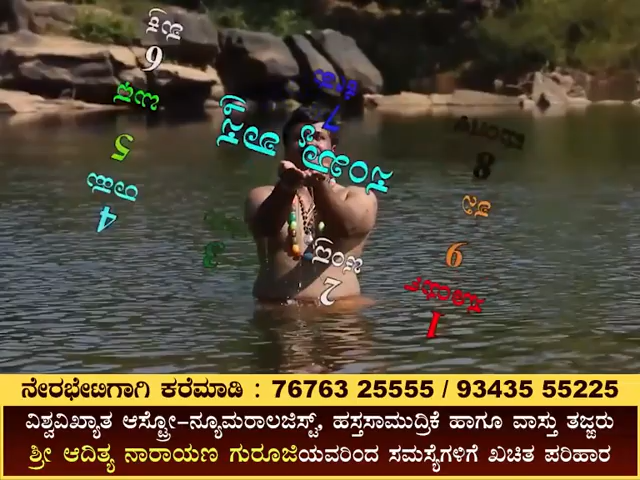 ಶುಕ್ರ
6
ಬುಧ
5
ರಾಹು
4
3
ಸಂಖ್ಯಾ ಶಾಸ್ತ್ರ
ಕೇತು
7
8
ಶನಿ
9
ಸೂರ್ಯ
1
ಚಂದ್ರ
2
ನೇರಭೇಟಿಗಾಗಿ ಕರೆಮಾಡಿ : 76763 25555 / 93435 55225
ವಿಶ್ವವಿಖ್ಯಾತ ಆಸ್ಟ್ರೋ-ನ್ಯೂಮರಾಲಜಿಸ್ಟ್, ಹಸ್ತಸಾಮುದ್ರಿಕೆ ಹಾಗೂ ವಾಸ್ತು ತಜ್ಞರು
ಶ್ರೀ ಆದಿತ್ಯ ನಾರಾಯಣ ಗುರೂಜಿಯವರಿಂದ ಸಮಸ್ಯೆಗಳಿಗೆ ಖಚಿತ ಪರಿಹಾರ